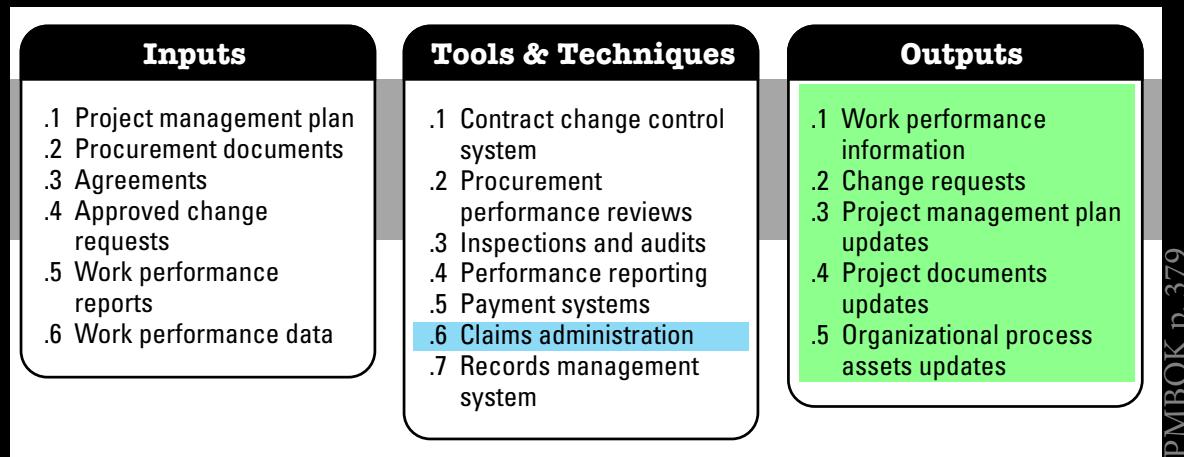 Inputs
.1 Project management plan
.2 Procurement documents
.3 Agreements
.4 Approved change
requests
.5 Work performance
reports
.6 Work performance data
Tools & Techniques
.1 Contract change control
system
.2 Procurement
performance reviews
.3 Inspections and audits
.4 Performance reporting
.5 Payment systems
.6 Claims administration
.7 Records management
system
Outputs
.1 Work performance
information
.2 Change requests
.3 Project management plan
updates
.4 Project documents
updates
.5 Organizational process
assets updates
PMBOK p. 379